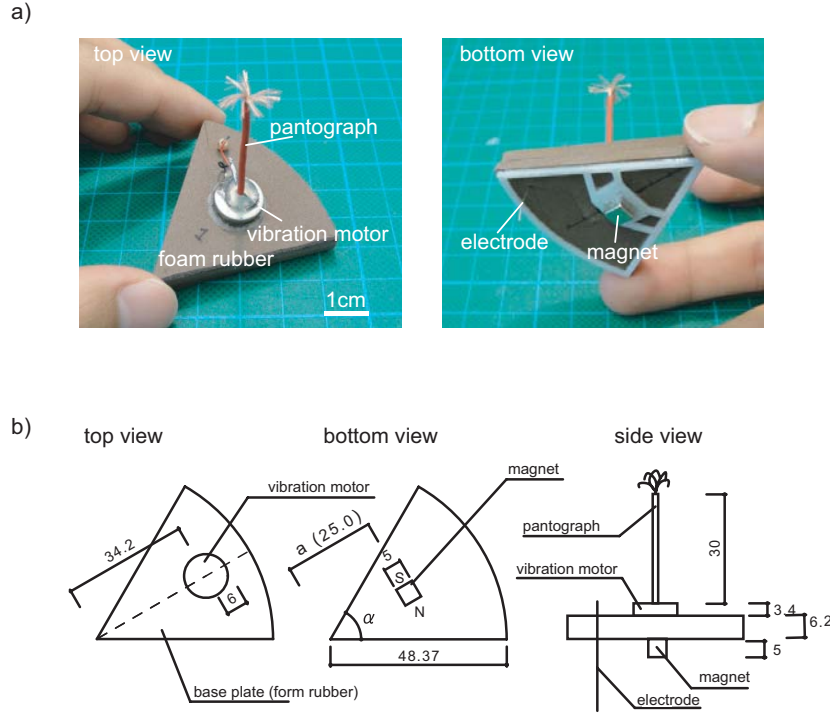 a)
top view
pantograph
vibration motor
foam rubber
1cm
bottom view
electrode
magnet
b)
top view
vibration motor
34.2
6
base plate (form rubber)
bottom view
magnet
a (25.0)
5
S
N
α
48.37
side view
pantograph
30
vibration motor
3.4
6.2
5
magnet
electrode